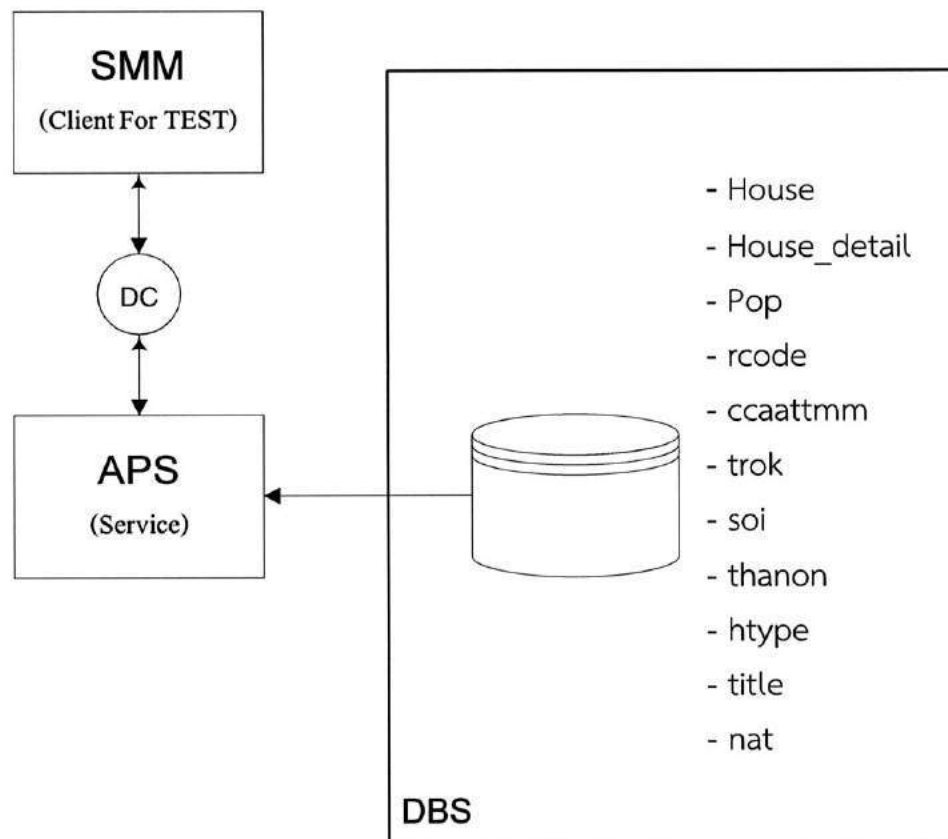 SMM
(Client For TEST)
DC
APS
(Service)
- House
- House_detail
- Pop
- rcode
- ccaattmm
- trok
- soi
- thanon
- htype
- title
- nat
DBS